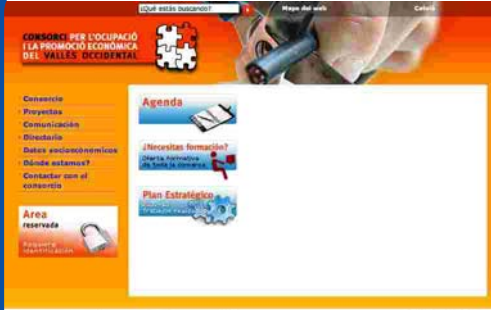 ¿Qué estás buscando?
Mapa del web
Català
CONSORCI PER L'OCUPACIÓ
I LA PROMOCIÓ ECONÒMICA
DEL VALLÈS OCCIDENTAL
Consorcio
Proyectos
Comunicación
Directorio
Datos socioeconómicos
Dónde estamos?
Contactar con el
consorcio
Area
reservada
Requiere
identificación
Agenda
¿Necesitas formación?
Oferta formativa
de toda la comarca
Plan Estratégico